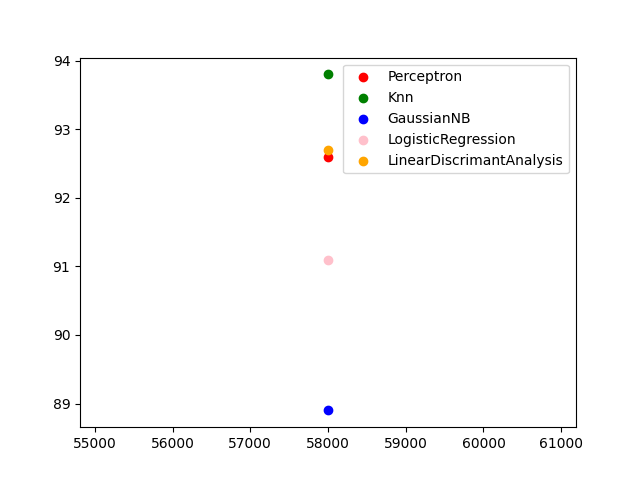 94
93
92
91
90
89
55000 56000 57000 58000 59000 60000 61000
Perceptron
Knn
GaussianNB
LogisticRegression
LinearDiscrimantAnalysis